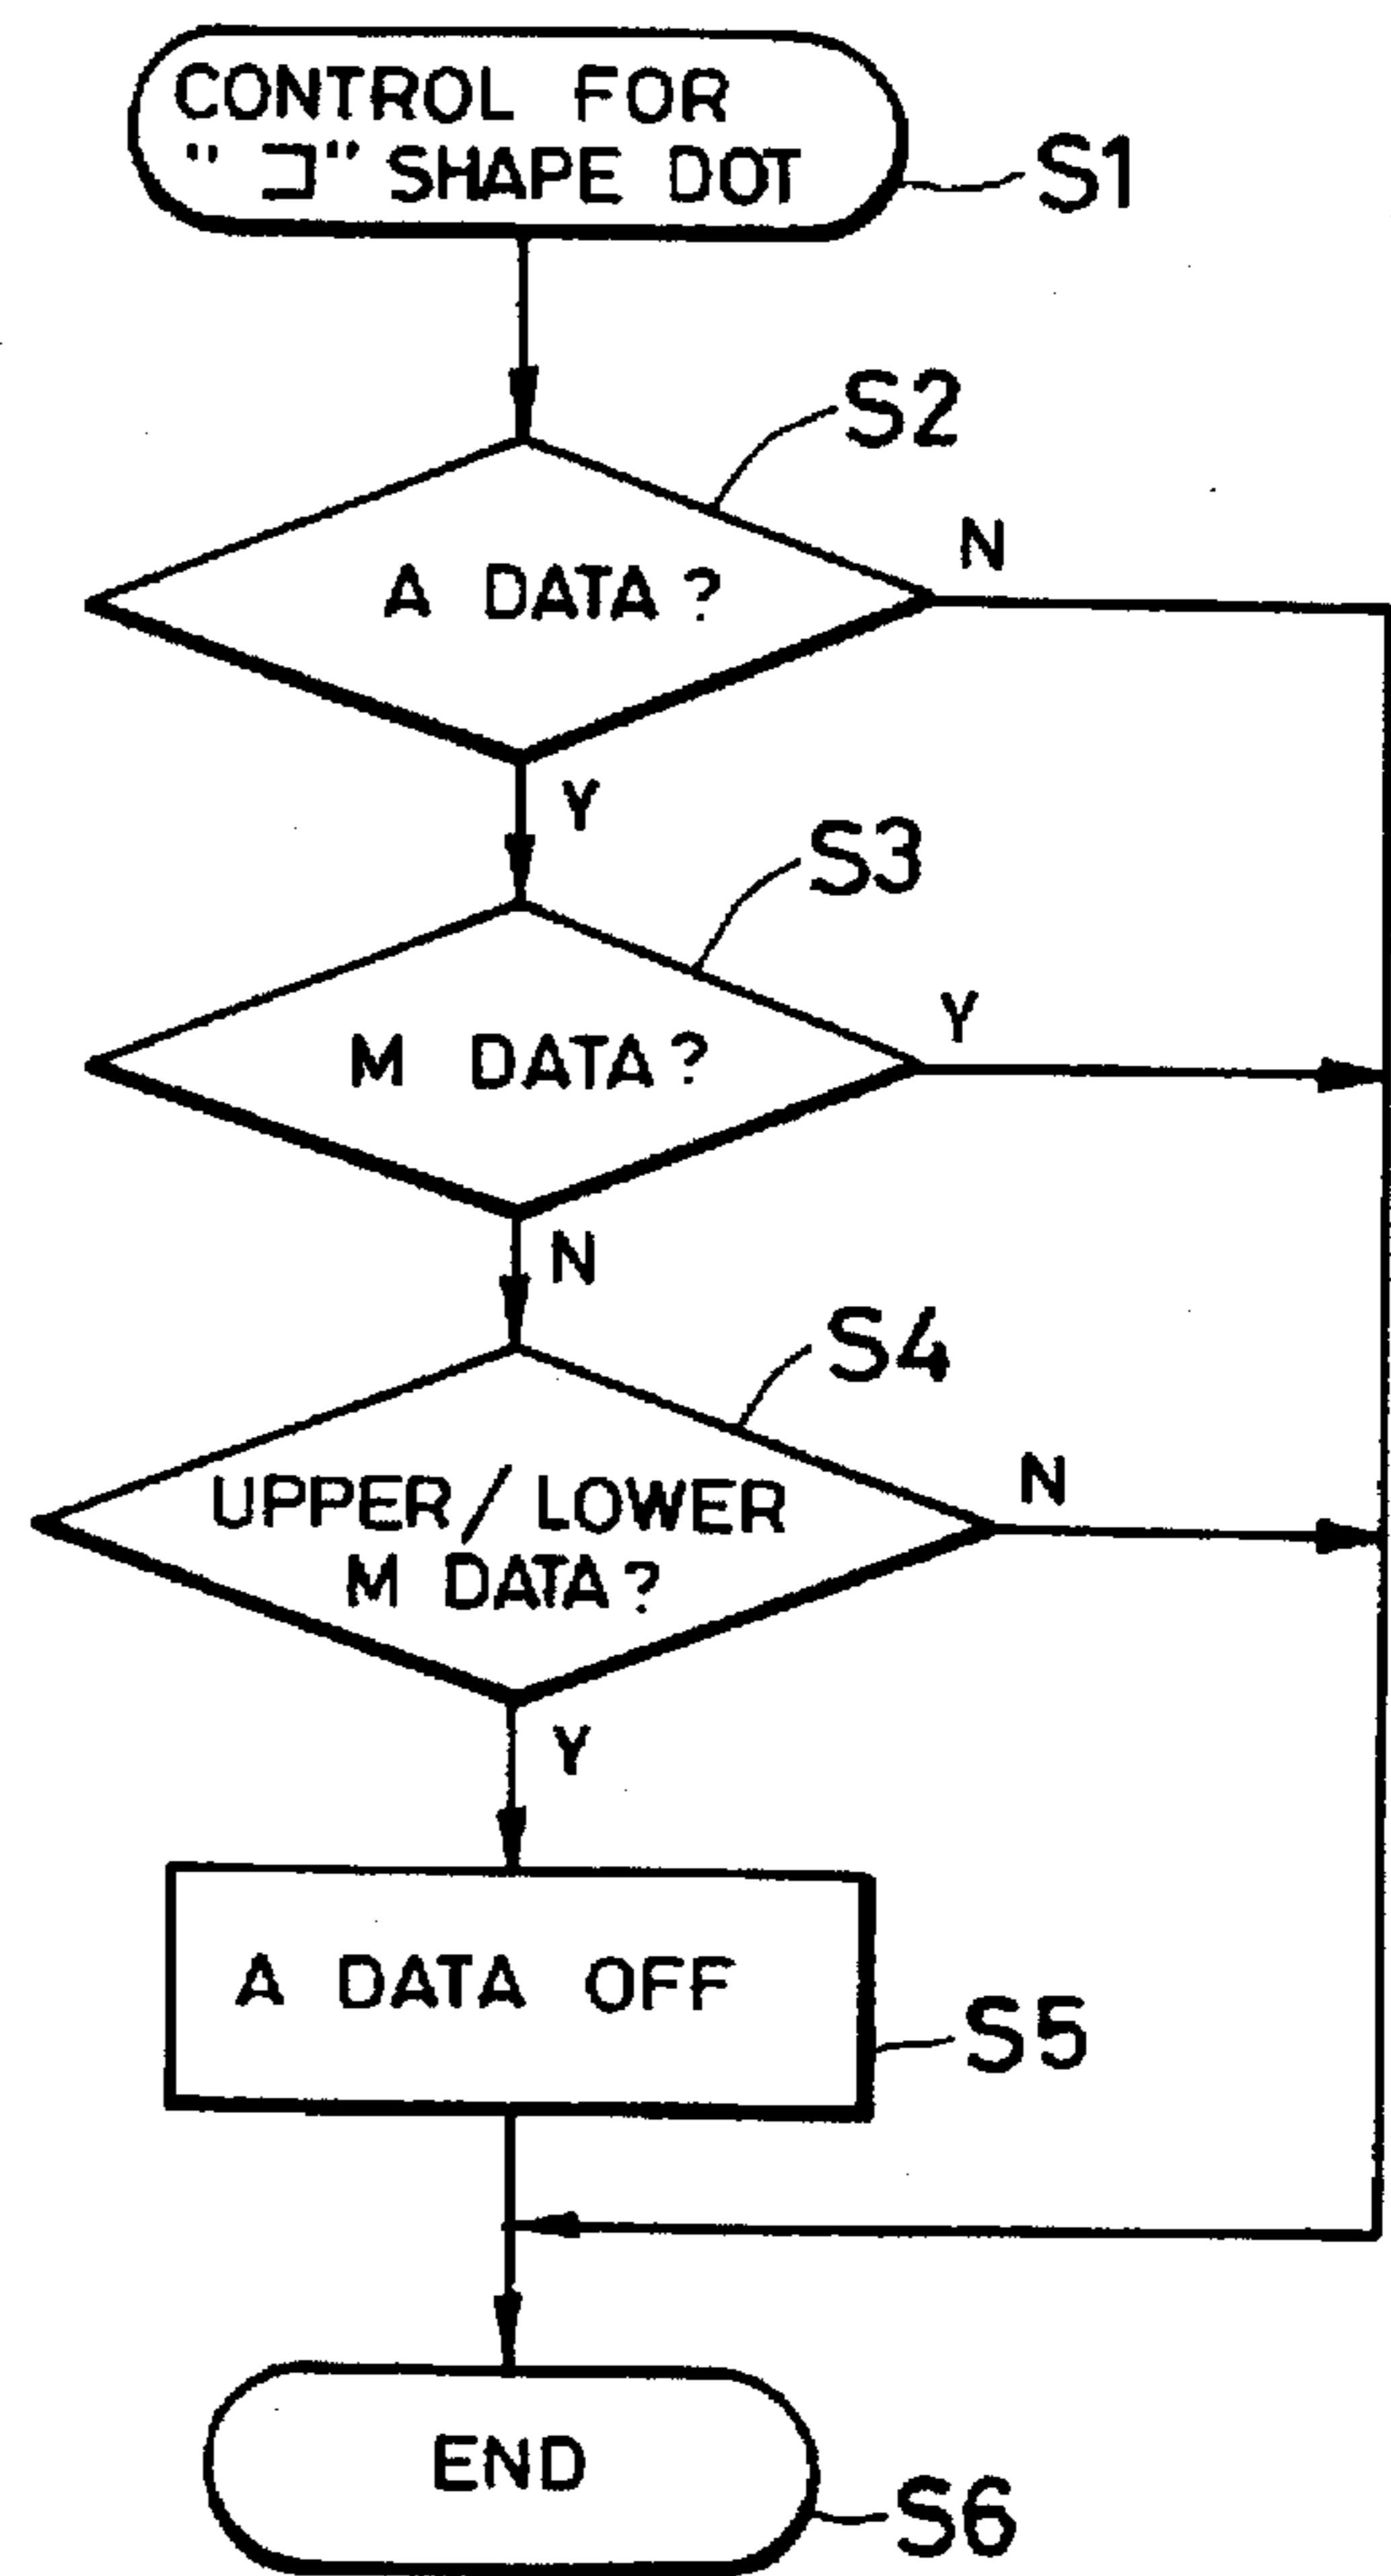 CONTROL FOR
"コ" SHAPE DOT
S1
S2
A DATA?
N
Y
S3
M DATA?
Y
N
S4
UPPER/LOWER
M DATA?
N
Y
A DATA OFF
S5
END
S6